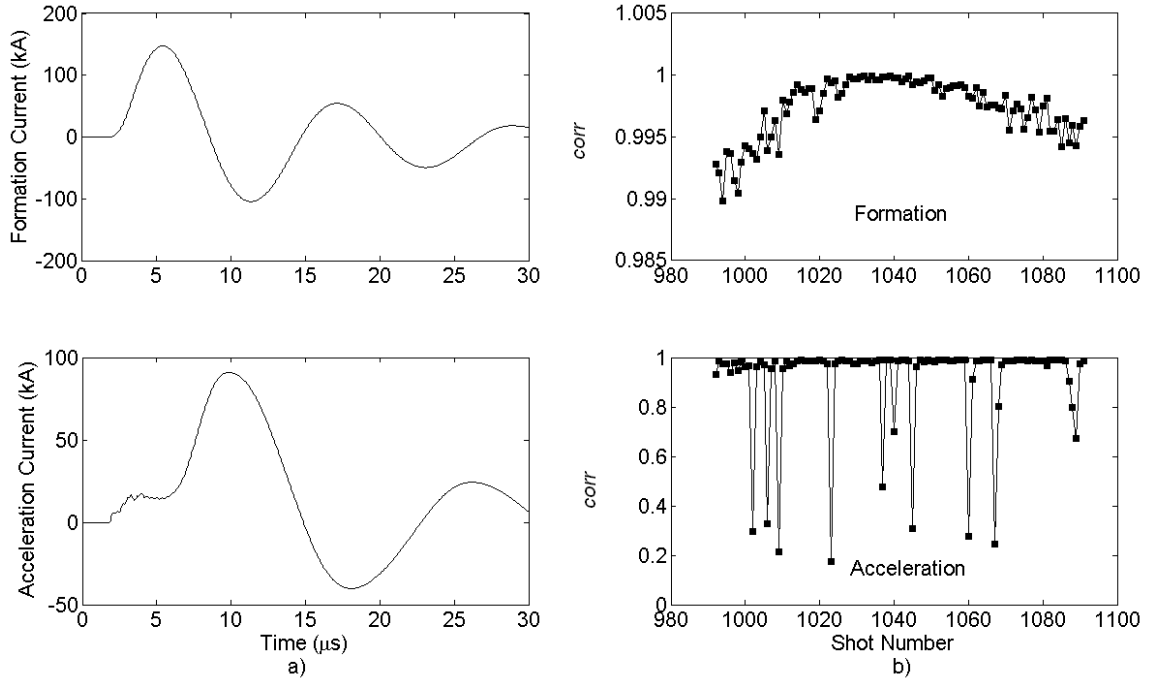 Formation Current (kA)
200
100
0
-100
-200
0 5 10 15 20 25 30
corr
1.005
1
0.995
0.99
0.985
980 1000 1020 1040 1060 1080 1100
Formation
Acceleration Current (kA)
100
50
0
-50
0 5 10 15 20 25 30
Time (μs)
a)
corr
1
0.8
0.6
0.4
0.2
0
980 1000 1020 1040 1060 1080 1100
Acceleration
Shot Number
b)